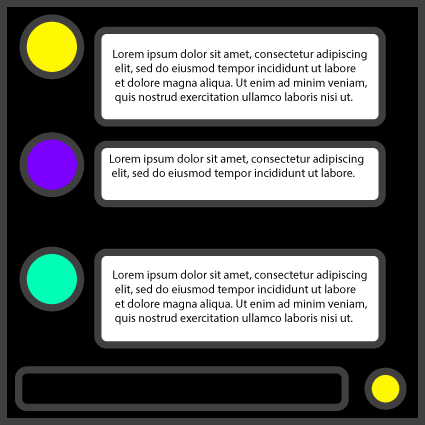 Lorem ipsum dolor sit amet, consectetur adipiscing
elit, sed do eiusmod tempor incididunt ut labore
et dolore magna aliqua. Ut enim ad minim veniam,
quis nostrud exercitation ullamco laboris nisi ut.
Lorem ipsum dolor sit amet, consectetur adipiscing
elit, sed do eiusmod tempor incididunt ut labore.
Lorem ipsum dolor sit amet, consectetur adipiscing
elit, sed do eiusmod tempor incididunt ut labore
et dolore magna aliqua. Ut enim ad minim veniam,
quis nostrud exercitation ullamco laboris nisi ut.